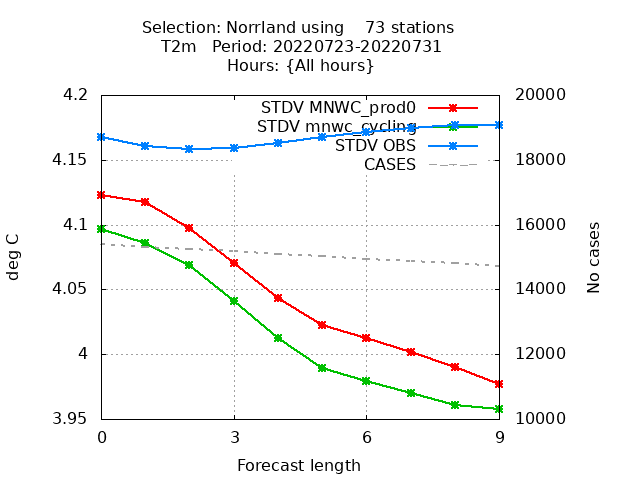 Selection: Norrland using 73 stations
T2m Period: 20220723-20220731
Hours: {All hours}
4.2
4.15
4.1
4.05
4
3.95
20000
18000
16000
14000
12000
10000
STDV MNWC_prod0
STDV mnwc_cycling
STDV OBS
CASES
deg C
No cases
0 3 6 9
Forecast length